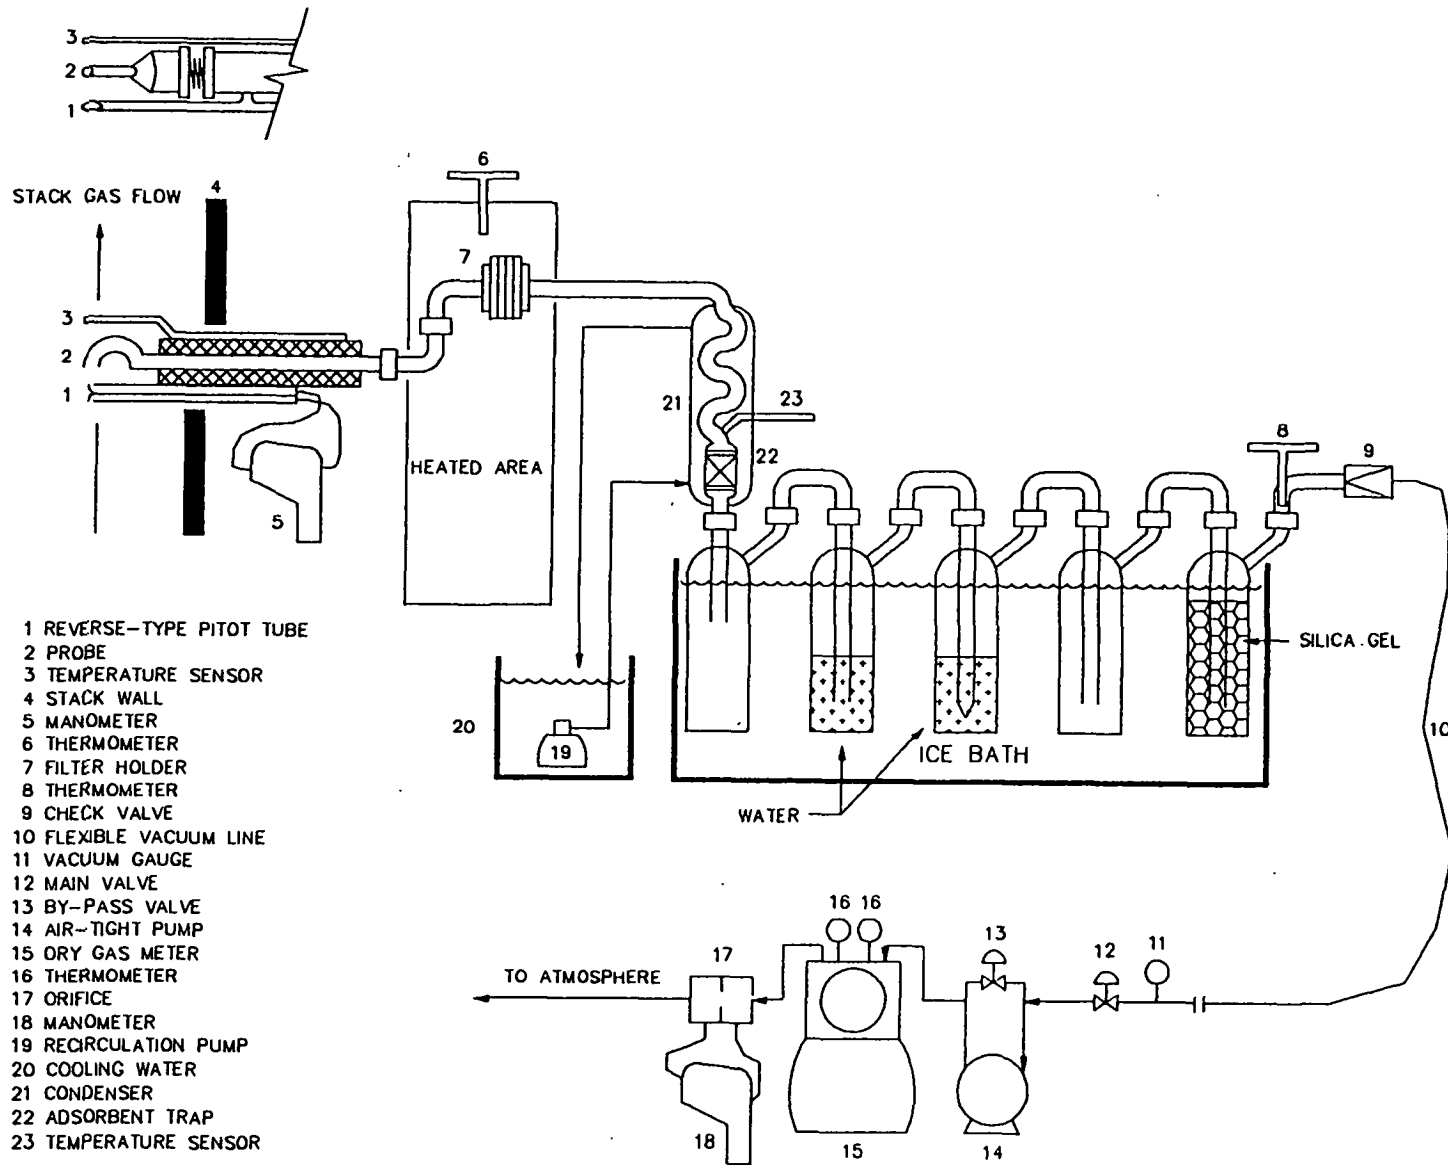 3
2
1
STACK GAS FLOW
4
6
7
3
2
1
5
HEATED AREA
21
23
22
8
9
SILICA GEL
10
20
19
ICE BATH
WATER
1 REVERSE-TYPE PITOT TUBE
2 PROBE
3 TEMPERATURE SENSOR
4 STACK WALL
5 MANOMETER
6 THERMOMETER
7 FILTER HOLDER
8 THERMOMETER
9 CHECK VALVE
10 FLEXIBLE VACUUM LINE
11 VACUUM GAUGE
12 MAIN VALVE
13 BY-PASS VALVE
14 AIR-TIGHT PUMP
15 ORY GAS METER
16 THERMOMETER
17 ORIFICE
18 MANOMETER
19 RECIRCULATION PUMP
20 COOLING WATER
21 CONDENSER
22 ADSORBENT TRAP
23 TEMPERATURE SENSOR
TO ATMOSPHERE
17
16 16
13
12
11
18
15
14